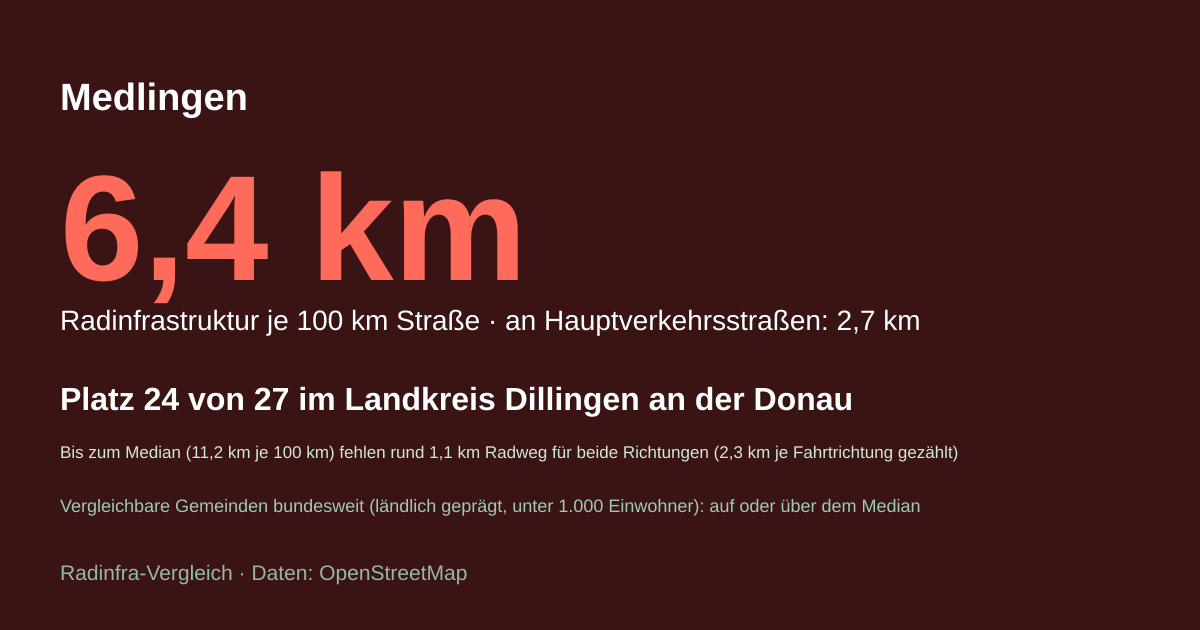 Medlingen
6,4 km
Radinfrastruktur je 100 km Straße · an Hauptverkehrsstraßen: 2,7 km
Platz 24 von 27 im Landkreis Dillingen an der Donau
Bis zum Median (11,2 km je 100 km) fehlen rund 1,1 km Radweg für beide Richtungen (2,3 km je Fahrtrichtung gezählt)
Vergleichbare Gemeinden bundesweit (ländlich geprägt, unter 1.000 Einwohner): auf oder über dem Median
Radinfra-Vergleich · Daten: OpenStreetMap